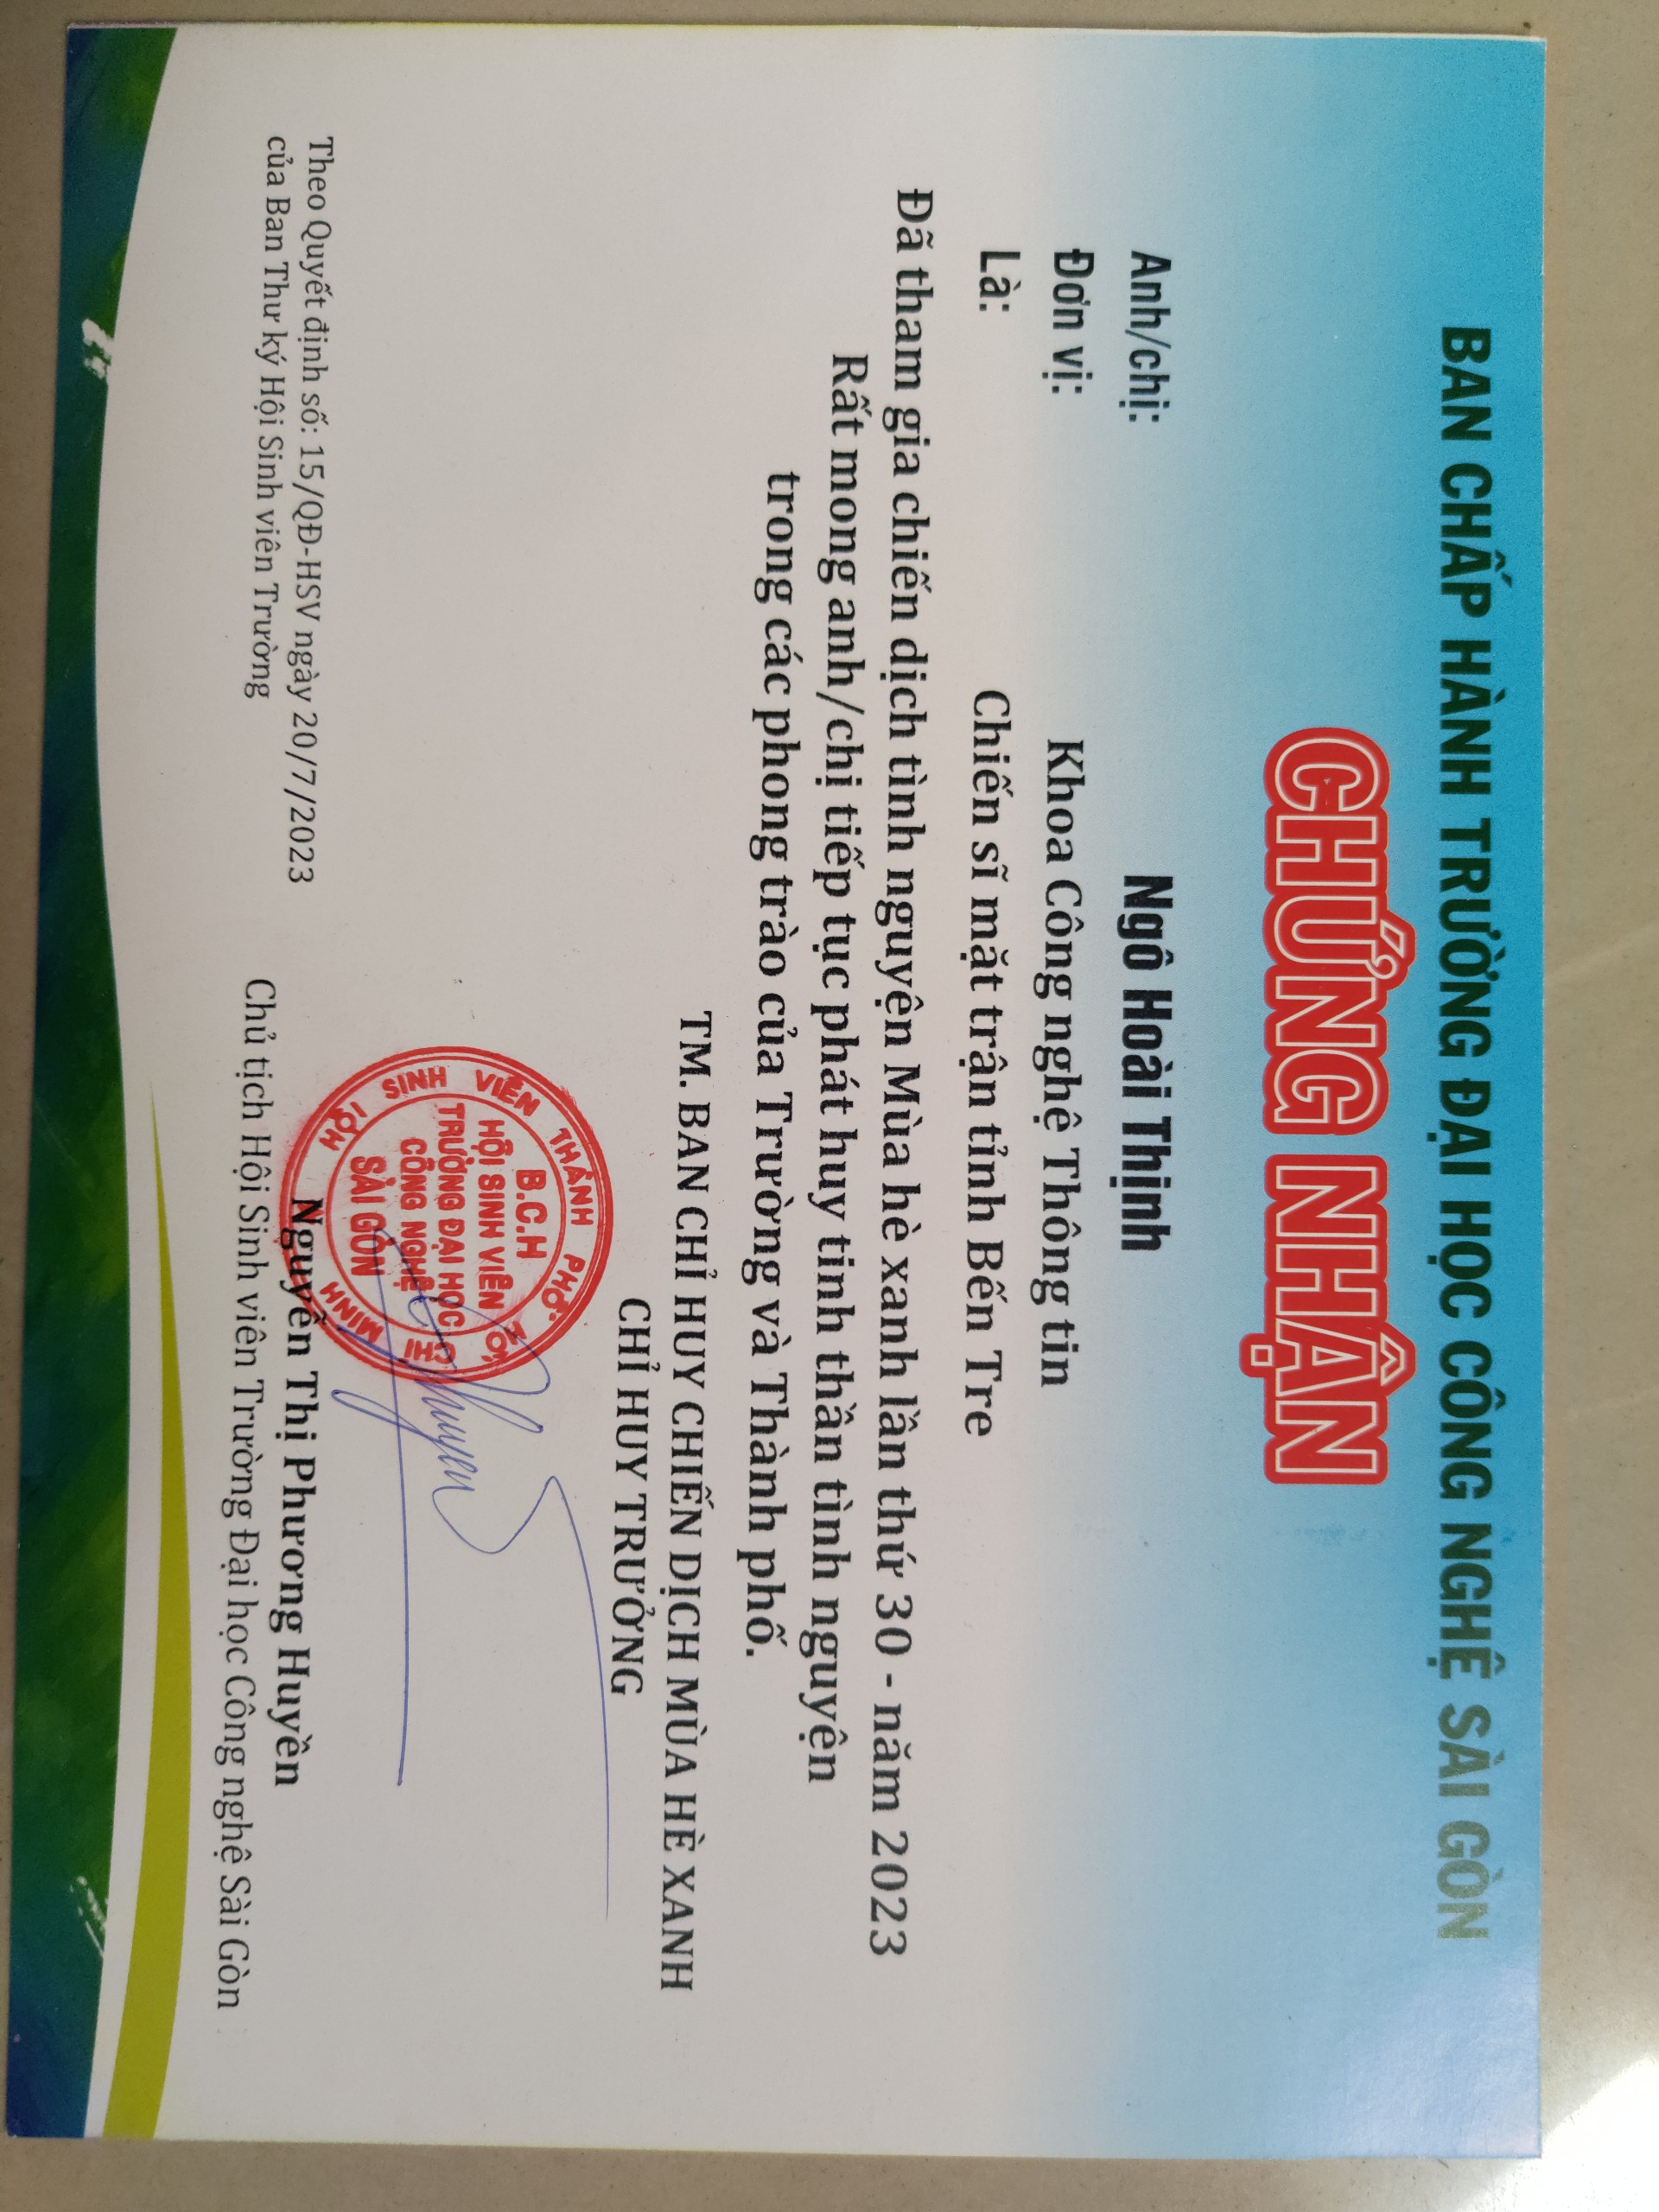 BAN CHẤP HÀNH TRƯỜNG ĐẠI HỌC CÔNG NGHỆ SÀI GÒN
CHỨNG NHẬN
Anh/chị: Ngô Hoài Thịnh
Đơn vị: Khoa Công nghệ Thông tin
Là: Chiến sĩ mặt trận tỉnh Bến Tre
Đã tham gia chiến dịch tình nguyện Mùa hè xanh lần thứ 30 - năm 2023
Rất mong anh/chị tiếp tục phát huy tinh thần tình nguyện
trong các phong trào của Trường và Thành phố.
TM. BAN CHỈ HUY CHIẾN DỊCH MÙA HÈ XANH
CHỈ HUY TRƯỞNG
HỘI SINH VIÊN THÀNH PHỐ HỒ CHÍ MINH
B.C.H
HỘI SINH VIÊN
TRƯỜNG ĐẠI HỌC
CÔNG NGHỆ
SÀI GÒN
Huyen
Theo Quyết định số: 15/QĐ-HSV ngày 20/7/2023
của Ban Thư ký Hội Sinh viên Trường
Nguyễn Thị Phương Huyền
Chủ tịch Hội Sinh viên Trường Đại học Công nghệ Sài Gòn